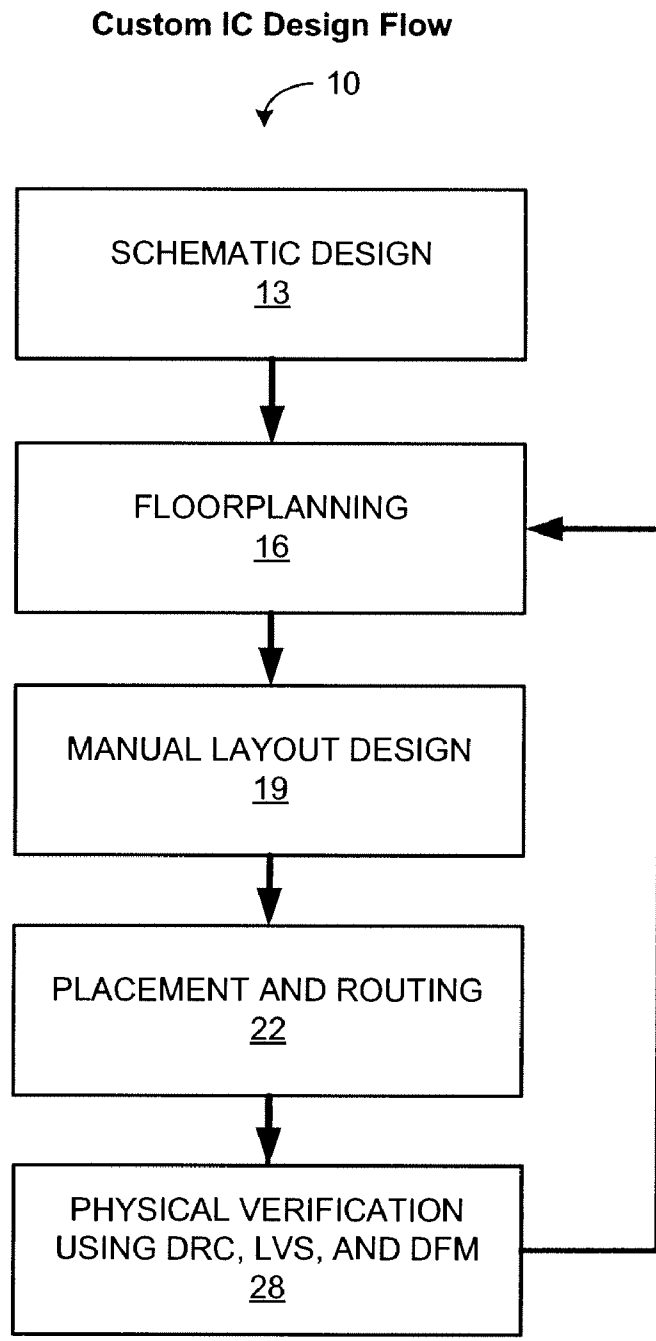 Custom IC Design Flow
10
SCHEMATIC DESIGN
13
FLOORPLANNING
16
MANUAL LAYOUT DESIGN
19
PLACEMENT AND ROUTING
22
PHYSICAL VERIFICATION
USING DRC, LVS, AND DFM
28